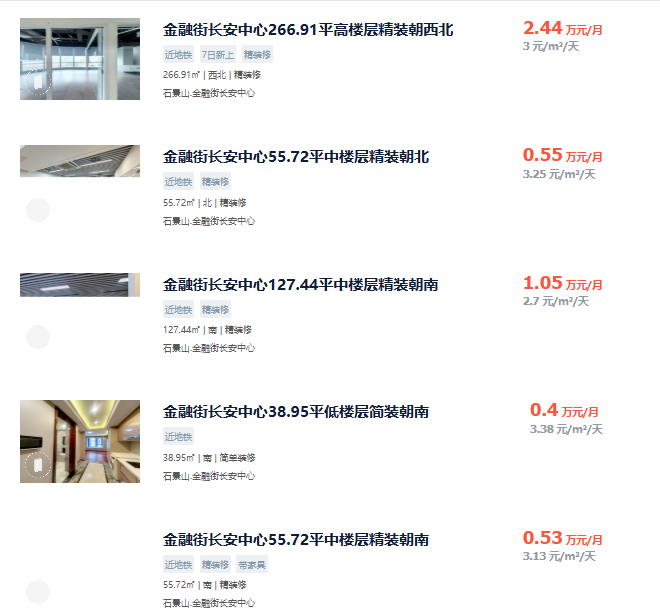 金融街长安中心266.91平高楼层精装朝西北
2.44 万元/月
近地铁 7日新上 精装修
3 元/m²/天
266.91㎡ | 西北 | 精装修
石景山.金融街长安中心
金融街长安中心55.72平中楼层精装朝北
0.55 万元/月
近地铁 精装修
3.25 元/m²/天
55.72㎡ | 北 | 精装修
石景山.金融街长安中心
金融街长安中心127.44平中楼层精装朝南
1.05 万元/月
近地铁 精装修
2.7 元/m²/天
127.44㎡ | 南 | 精装修
石景山.金融街长安中心
金融街长安中心38.95平低楼层简装朝南
0.4 万元/月
近地铁
3.38 元/m²/天
38.95㎡ | 南 | 简单装修
石景山.金融街长安中心
金融街长安中心55.72平中楼层精装朝南
0.53 万元/月
近地铁 精装修 带家具
3.13 元/m²/天
55.72㎡ | 南 | 精装修
石景山.金融街长安中心